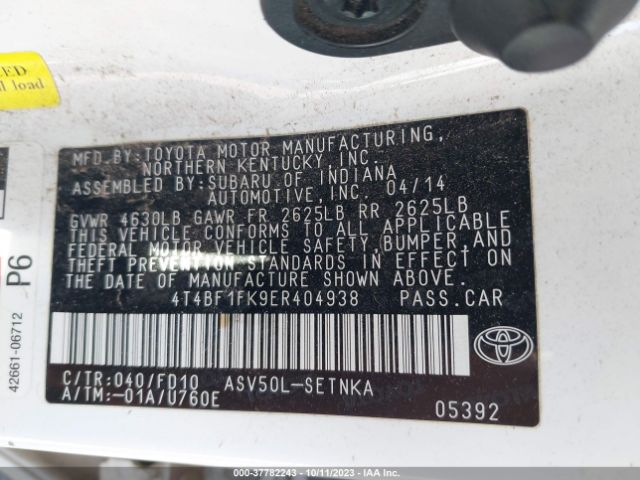 ED
l load
MFD.BY:TOYOTA MOTOR MANUFACTURING,
NORTHERN KENTUCKY,INC.
ASSEMBLED BY:SUBARU OF INDIANA
AUTOMOTIVE,INC. 04/14
GVWR 4630LB GAWR FR 2625LB RR 2625LB
THIS VEHICLE CONFORMS TO ALL APPLICABLE
FEDERAL MOTOR VEHICLE SAFETY,BUMPER,AND
THEFT PREVENTION STANDARDS IN EFFECT ON
THE DATE OF MANUFACTURE SHOWN ABOVE.
4T4BF1FK9ER404938 PASS.CAR
C/TR:040/FD10 ASV50L-SETNKA
A/TM:-01A/U760E
05392
P6
42661-06712
000-37782243 - 10/11/2023 - IAA Inc.